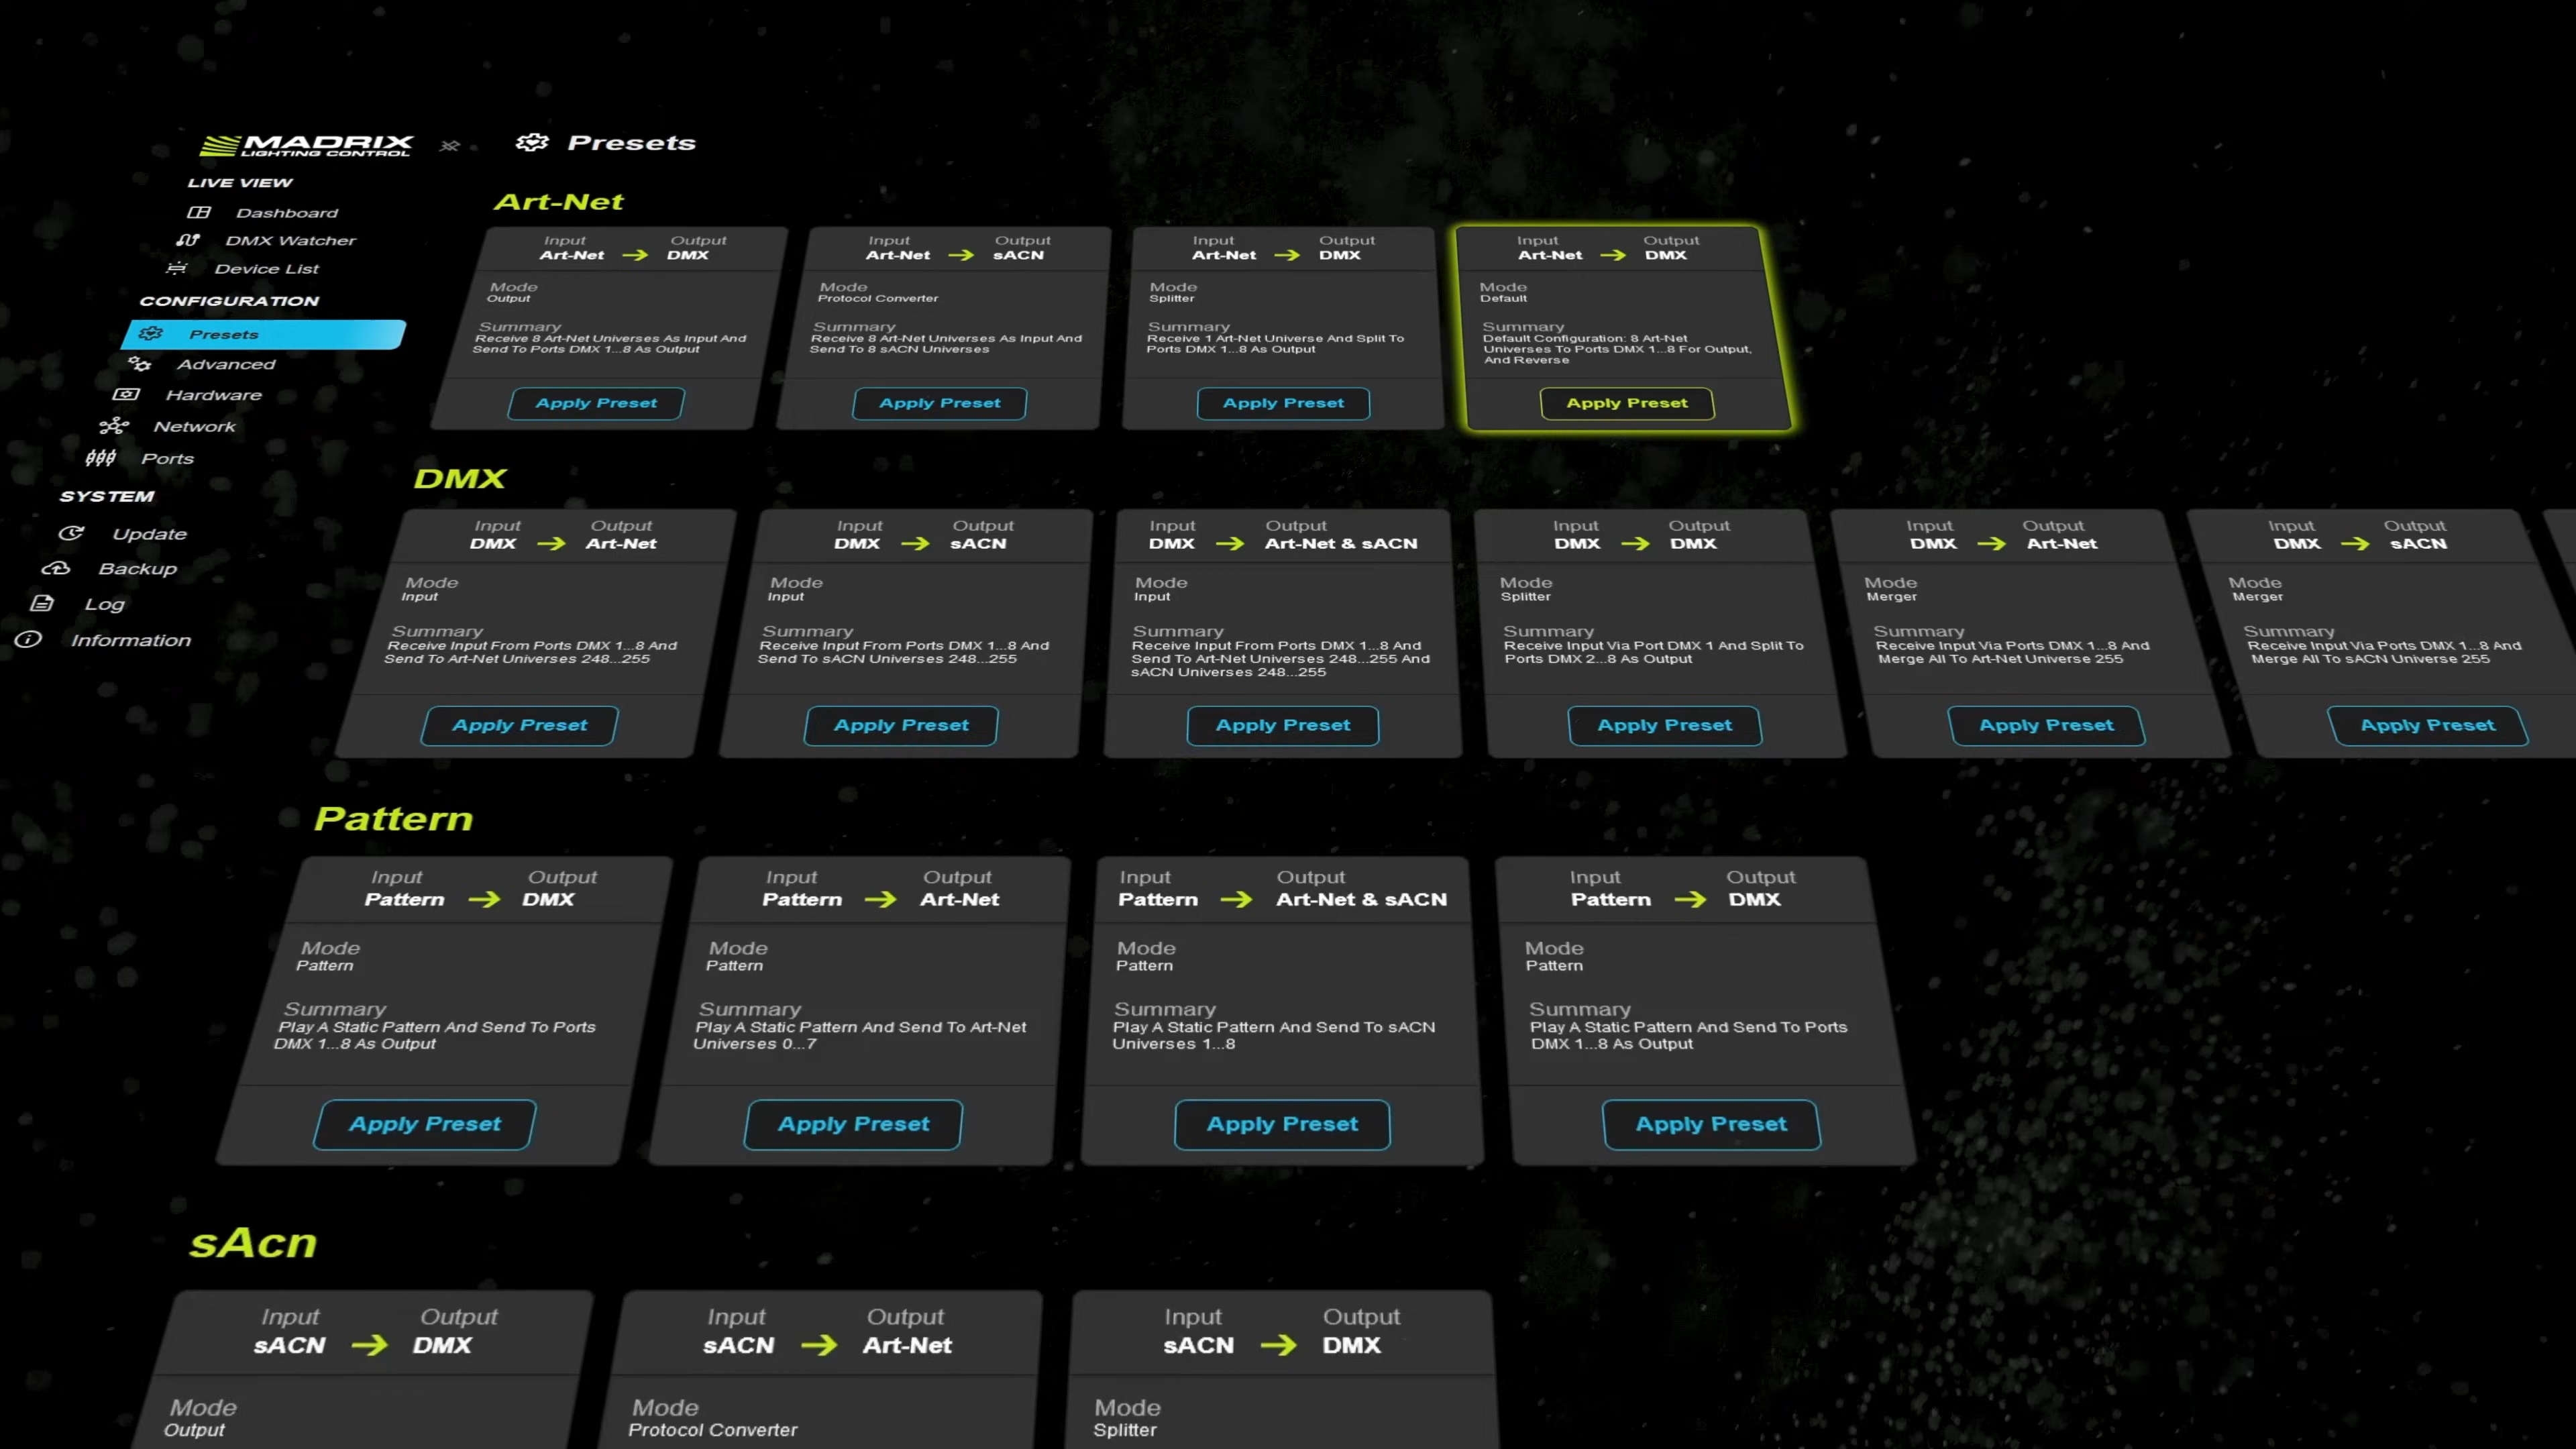 MADRIX
LIGHTING CONTROL
LIVE VIEW
Dashboard
DMX Watcher
Device List
CONFIGURATION
Presets
Advanced
Hardware
Network
Ports
SYSTEM
Update
Backup
Log
Information
Presets
Art-Net
Input Output
Art-Net → DMX
Mode
Output
Summary
Receive 8 Art-Net Universes As Input And
Send To Ports DMX 1...8 As Output
Apply Preset
Input Output
Art-Net → sACN
Mode
Protocol Converter
Summary
Receive 8 Art-Net Universes As Input And
Send To 8 sACN Universes
Apply Preset
Input Output
Art-Net → DMX
Mode
Splitter
Summary
Receive 1 Art-Net Universe And Split To
Ports DMX 1...8 As Output
Apply Preset
Input Output
Art-Net → DMX
Mode
Default
Summary
Default Configuration: 8 Art-Net
Universes To Ports DMX 1...8 For Output,
And Reverse
Apply Preset
DMX
Input Output
DMX → Art-Net
Mode
Input
Summary
Receive Input From Ports DMX 1...8 And
Send To Art-Net Universes 248...255
Apply Preset
Input Output
DMX → sACN
Mode
Input
Summary
Receive Input From Ports DMX 1...8 And
Send To sACN Universes 248...255
Apply Preset
Input Output
DMX → Art-Net & sACN
Mode
Input
Summary
Receive Input From Ports DMX 1...8 And
Send To Art-Net Universes 248...255 And
sACN Universes 248...255
Apply Preset
Input Output
DMX → DMX
Mode
Splitter
Summary
Receive Input Via Port DMX 1 And Split To
Ports DMX 2...8 As Output
Apply Preset
Input Output
DMX → Art-Net
Mode
Merger
Summary
Receive Input Via Ports DMX 1...8 And
Merge All To Art-Net Universe 255
Apply Preset
Input Output
DMX → sACN
Mode
Merger
Summary
Receive Input Via Ports DMX 1...8 And
Merge All To sACN Universe 255
Apply Preset
Pattern
Input Output
Pattern → DMX
Mode
Pattern
Summary
Play A Static Pattern And Send To Ports
DMX 1...8 As Output
Apply Preset
Input Output
Pattern → Art-Net
Mode
Pattern
Summary
Play A Static Pattern And Send To Art-Net
Universes 0...7
Apply Preset
Input Output
Pattern → Art-Net & sACN
Mode
Pattern
Summary
Play A Static Pattern And Send To sACN
Universes 1...8
Apply Preset
Input Output
Pattern → DMX
Mode
Pattern
Summary
Play A Static Pattern And Send To Ports
DMX 1...8 As Output
Apply Preset
sAcn
Input Output
sACN → DMX
Mode
Output
Input Output
sACN → Art-Net
Mode
Protocol Converter
Input Output
sACN → DMX
Mode
Splitter